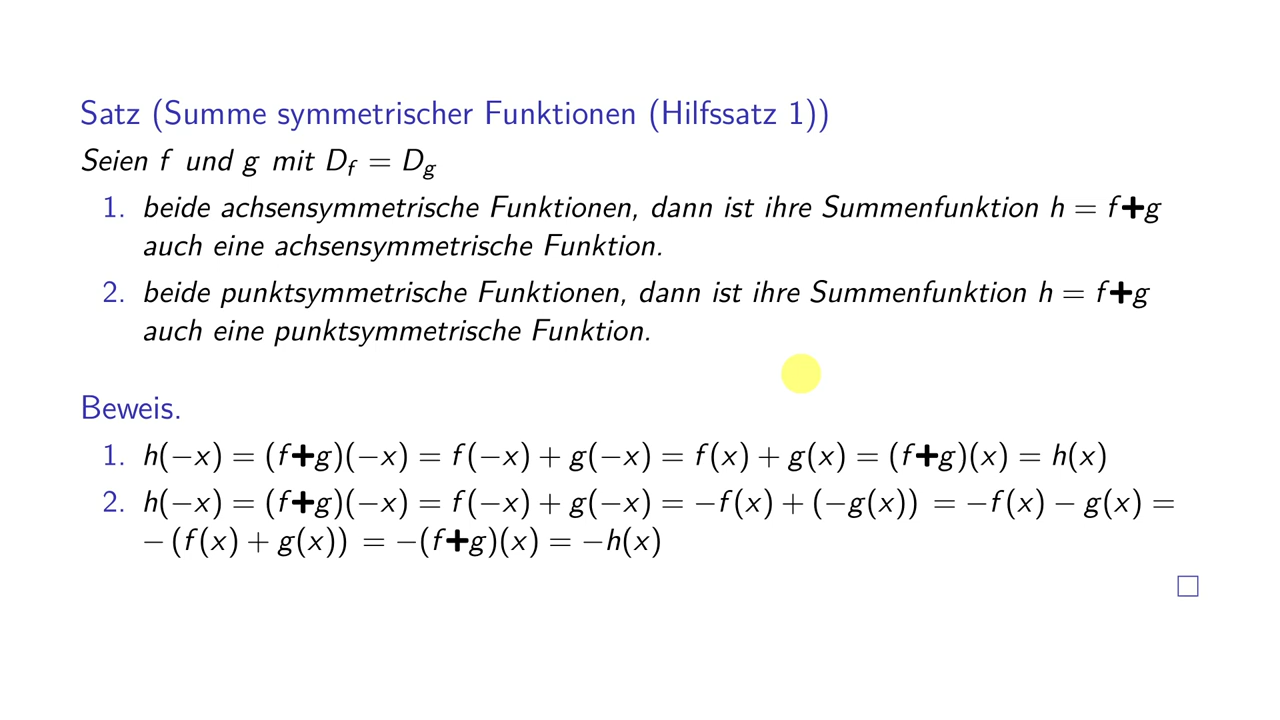 Satz (Summe symmetrischer Funktionen (Hilfssatz 1))
Seien f und g mit D_f = D_g
1. beide achsensymmetrische Funktionen, dann ist ihre Summenfunktion h = f+g
auch eine achsensymmetrische Funktion.
2. beide punktsymmetrische Funktionen, dann ist ihre Summenfunktion h = f+g
auch eine punktsymmetrische Funktion.
Beweis.
1. h(−x) = (f+g)(−x) = f(−x) + g(−x) = f(x) + g(x) = (f+g)(x) = h(x)
2. h(−x) = (f+g)(−x) = f(−x) + g(−x) = −f(x) + (−g(x)) = −f(x) − g(x) =
− (f(x) + g(x)) = −(f+g)(x) = −h(x)
□